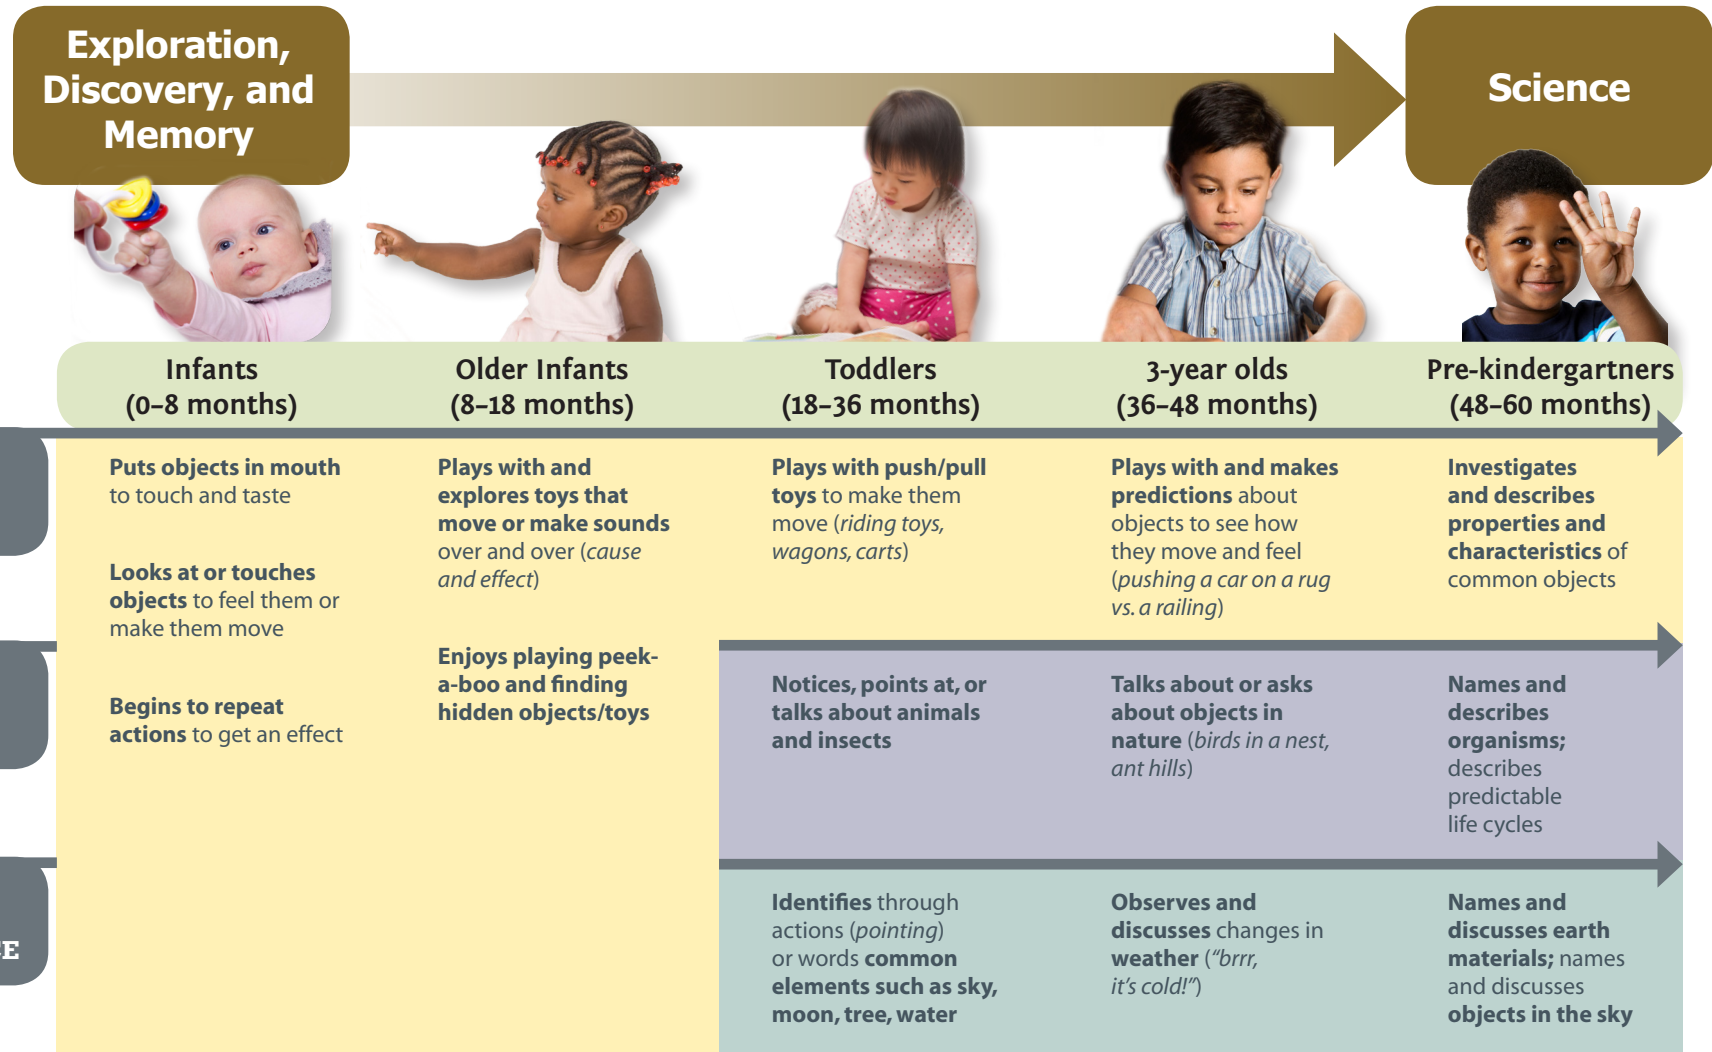 Exploration,
Discovery, and
Memory
Science
Infants
(0–8 months)
Older Infants
(8–18 months)
Toddlers
(18–36 months)
3-year olds
(36–48 months)
Pre-kindergartners
(48–60 months)
Puts objects in mouth
to touch and taste
Looks at or touches
objects to feel them or
make them move
Begins to repeat
actions to get an effect
Plays with and
explores toys that
move or make sounds
over and over (cause
and effect)
Enjoys playing peek-
a-boo and finding
hidden objects/toys
Plays with push/pull
toys to make them
move (riding toys,
wagons, carts)
Plays with and makes
predictions about
objects to see how
they move and feel
(pushing a car on a rug
vs. a railing)
Investigates
and describes
properties and
characteristics of
common objects
Notices, points at, or
talks about animals
and insects
Talks about or asks
about objects in
nature (birds in a nest,
ant hills)
Names and
describes
organisms;
describes
predictable
life cycles
Identifies through
actions (pointing)
or words common
elements such as sky,
moon, tree, water
Observes and
discusses changes in
weather (“brrr,
it’s cold!”)
Names and
discusses earth
materials; names
and discusses
objects in the sky